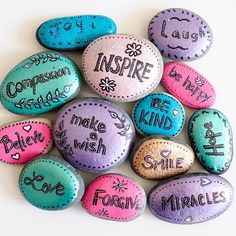 Joy
Laugh
INSPIRE
Compassion
be happy
BE
KIND
make a
wish
HOPE
Believe
SMILE
Love
FORGIVE
MIRACLES